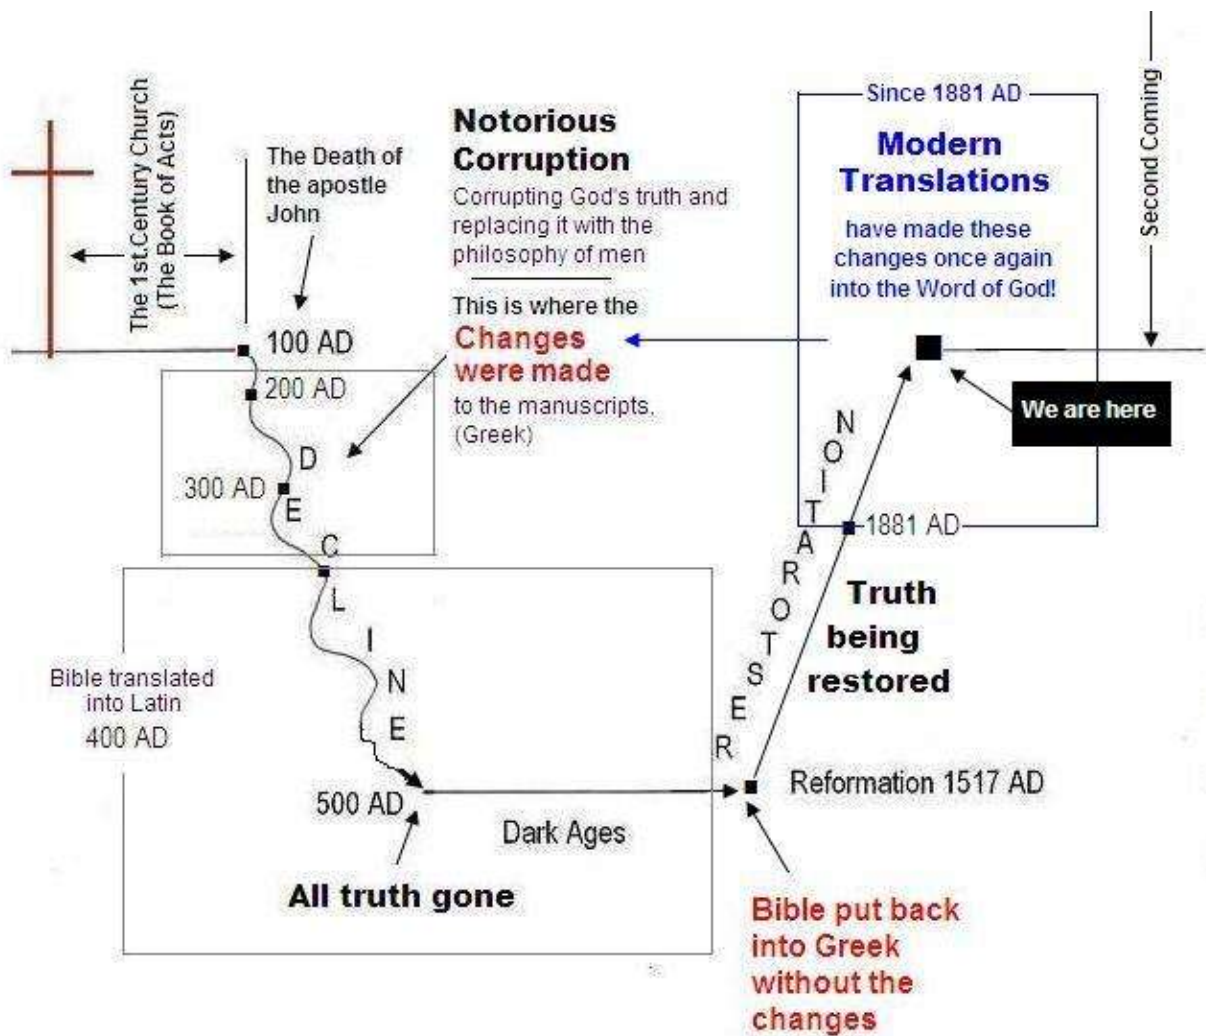 The 1st.Century Church
(The Book of Acts)
The Death of
the apostle
John
100 AD
200 AD
300 AD
DECLINE
Notorious
Corruption
Corrupting God's truth and
replacing it with the
philosophy of men
This is where the
Changes
were made
to the manuscripts.
(Greek)
Bible translated
into Latin
400 AD
500 AD
All truth gone
Dark Ages
RESTORATION
Reformation 1517 AD
Bible put back
into Greek
without the
changes
Truth
being
restored
1881 AD
Since 1881 AD
Modern
Translations
have made these
changes once again
into the Word of God!
We are here
Second Coming